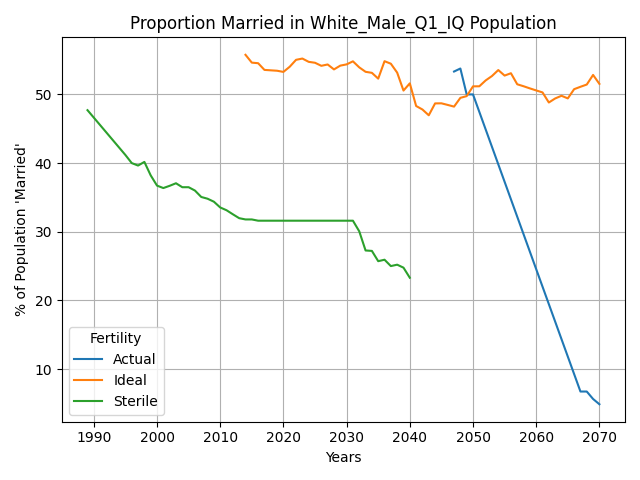 Proportion Married in White_Male_Q1_IQ Population
% of Population 'Married'
50
40
30
20
10
Fertility
Actual
Ideal
Sterile
1990 2000 2010 2020 2030 2040 2050 2060 2070
Years